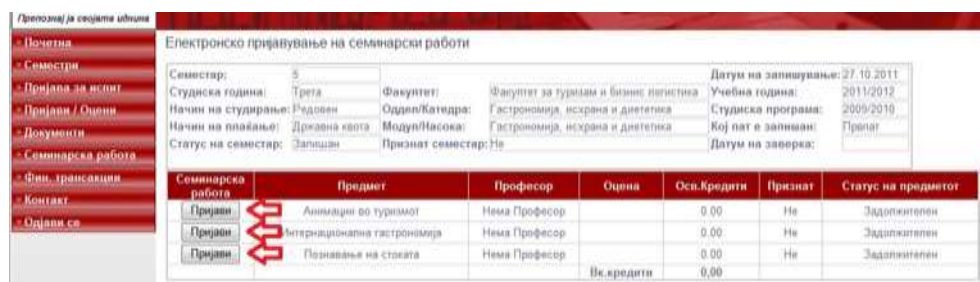 Препознај ја својата иднина
Почетна
Семестри
Пријава за испит
Пријави / Оцени
Документи
Семинарска работа
Фин. трансакции
Контакт
Одјави се
Електронско пријавување на семинарски работи
Семестар: 5 Датум на запишување: 27.10.2011
Студиска година: Трета Факултет: Факултет за туризам и бизнис логистика Учебна година: 2011/2012
Начин на студирање: Редовен Оддел/Катедра: Гастрономија, исхрана и диететика Студиска програма: 2009/2010
Начин на плаќање: Државна квота Модул/Насока: Гастрономија, исхрана и диететика Кој пат е запишан: Прв пат
Статус на семестар: Запишан Признат семестар: Не Датум на заверка:
Семинарска работа Предмет Професор Оцена Осв.Кредити Признат Статус на предметот
Пријави Анимации во туризмот Нема Професор 0.00 Не Задолжителен
Пријави Интернационална гастрономија Нема Професор 0.00 Не Задолжителен
Пријави Познавање на стоката Нема Професор 0.00 Не Задолжителен
Вк.кредити 0,00